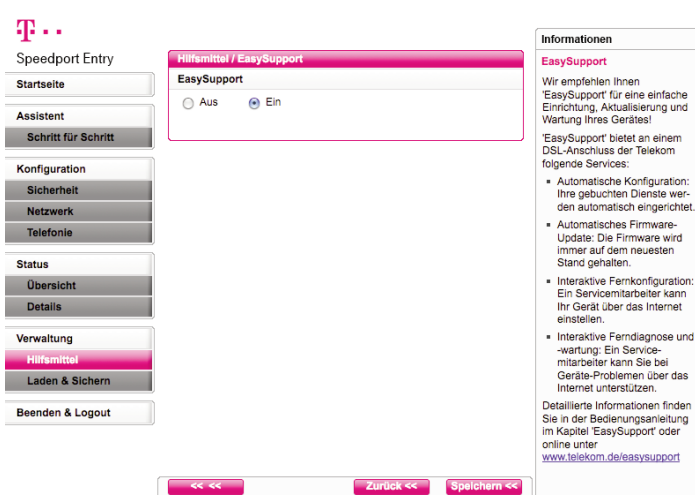 T··
Speedport Entry
Startseite
Assistent
Schritt für Schritt
Konfiguration
Sicherheit
Netzwerk
Telefonie
Status
Übersicht
Details
Verwaltung
Hilfsmittel
Laden & Sichern
Beenden & Logout
Hilfsmittel / EasySupport
EasySupport
Aus Ein
<< <<
Zurück <<
Speichern <<
Informationen
EasySupport
Wir empfehlen Ihnen
'EasySupport' für eine einfache
Einrichtung, Aktualisierung und
Wartung Ihres Gerätes!
'EasySupport' bietet an einem
DSL-Anschluss der Telekom
folgende Services:
Automatische Konfiguration:
Ihre gebuchten Dienste wer-
den automatisch eingerichtet.
Automatisches Firmware-
Update: Die Firmware wird
immer auf dem neuesten
Stand gehalten.
Interaktive Fernkonfiguration:
Ein Servicemitarbeiter kann
Ihr Gerät über das Internet
einstellen.
Interaktive Ferndiagnose und
-wartung: Ein Service-
mitarbeiter kann Sie bei
Geräte-Problemen über das
Internet unterstützen.
Detaillierte Informationen finden
Sie in der Bedienungsanleitung
im Kapitel 'EasySupport' oder
online unter
www.telekom.de/easysupport